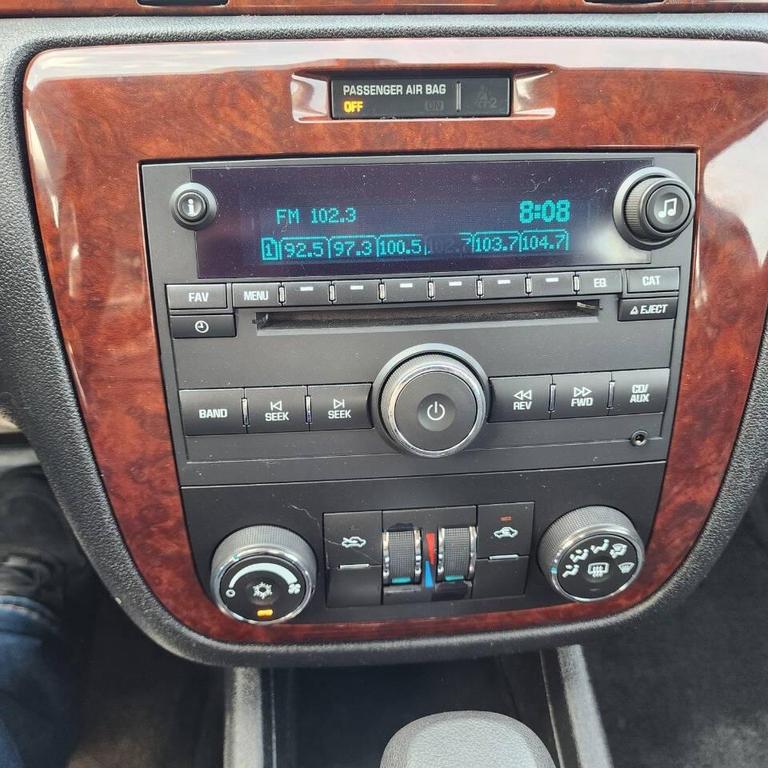 PASSENGER AIR BAG
OFF ON 2
i
FM 102.3 8:08
1 92.5 97.3 100.5 103.7 104.7
FAV MENU EQ CAT
EJECT
BAND SEEK SEEK REV FWD CD/
AUX